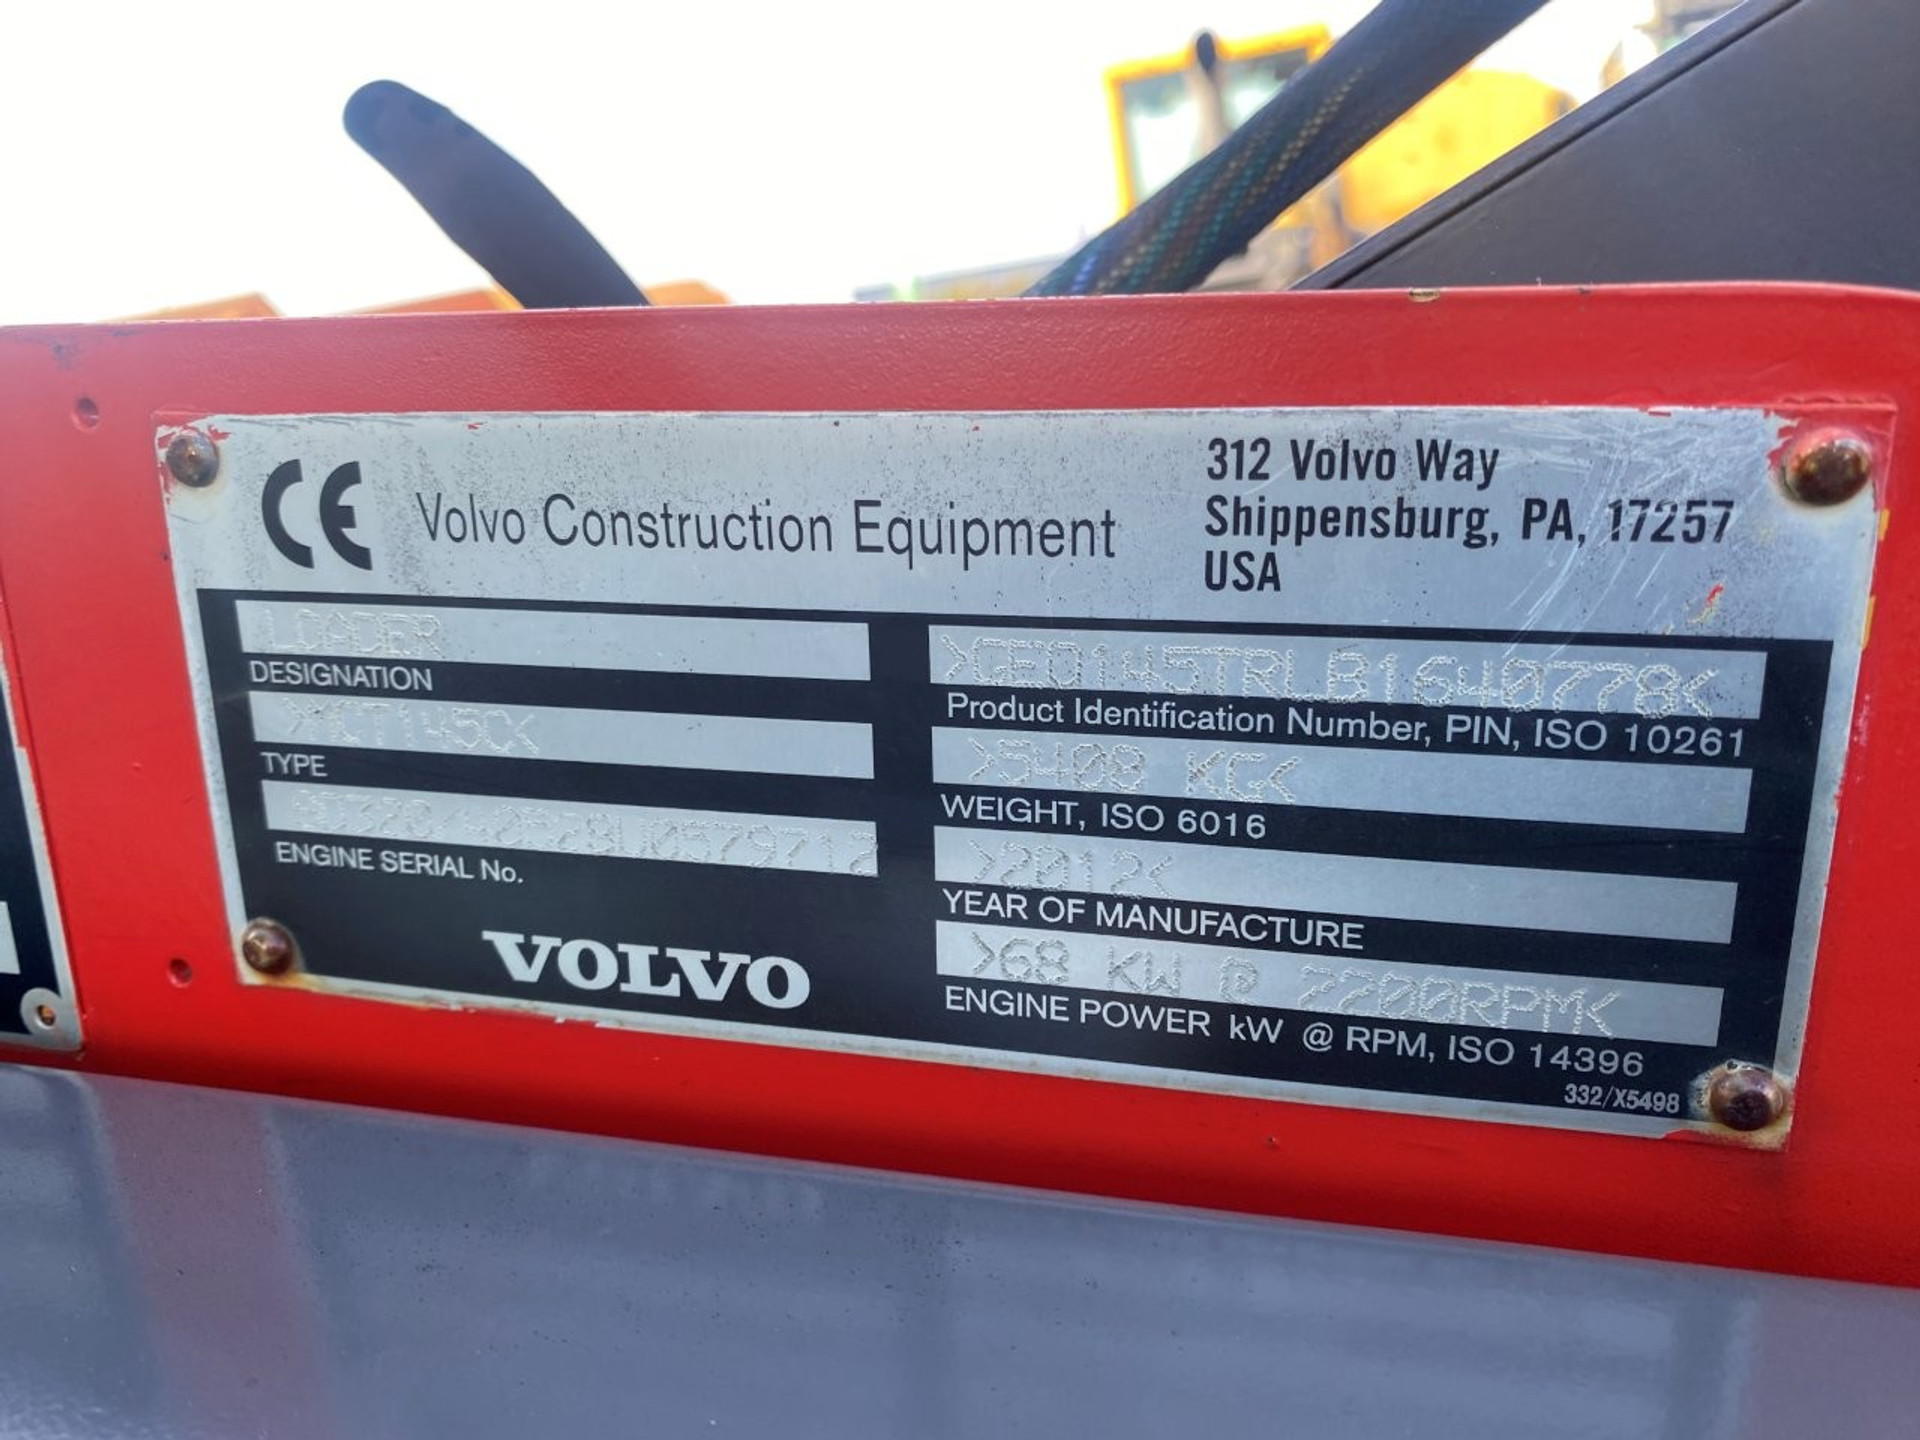 CE Volvo Construction Equipment
312 Volvo Way
Shippensburg, PA, 17257
USA
LOADER
DESIGNATION
>MCT145C<
TYPE
ENGINE SERIAL No.
VOLVO
>GEO145TRLB1640778<
Product Identification Number, PIN, ISO 10261
>5408 KG<
WEIGHT, ISO 6016
>2012<
YEAR OF MANUFACTURE
>68 KW @ 2200RPM<
ENGINE POWER kW @ RPM, ISO 14396
332/X5498